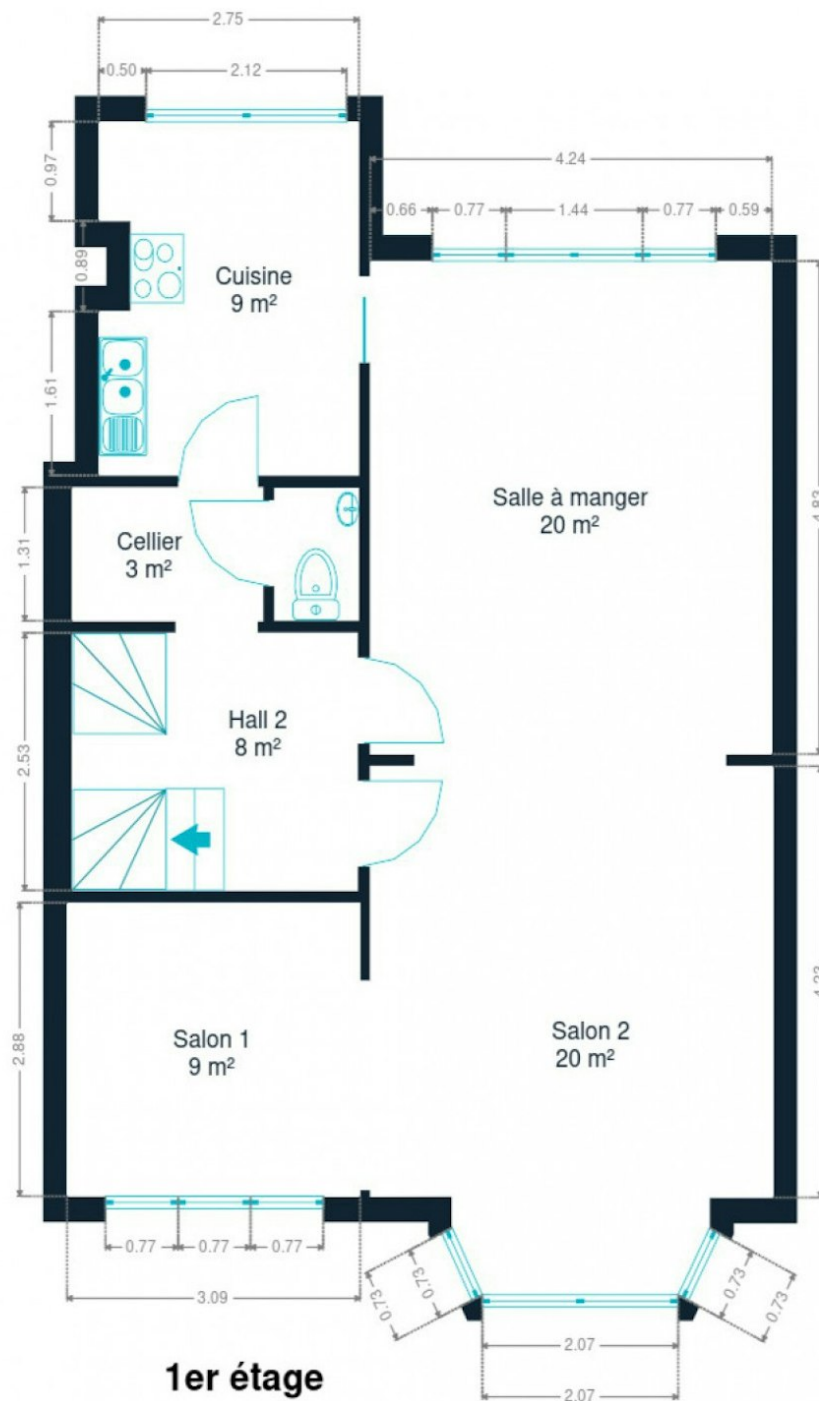 2.75
0.50
2.12
0.97
4.24
0.66
0.77
1.44
0.77
0.59
0.89
Cuisine
9 m²
1.61
Salle à manger
20 m²
4.83
1.31
Cellier
3 m²
2.53
Hall 2
8 m²
2.88
Salon 1
9 m²
Salon 2
20 m²
0.77
0.77
0.77
3.09
0.73
0.73
0.73
0.73
2.07
2.07
1er étage